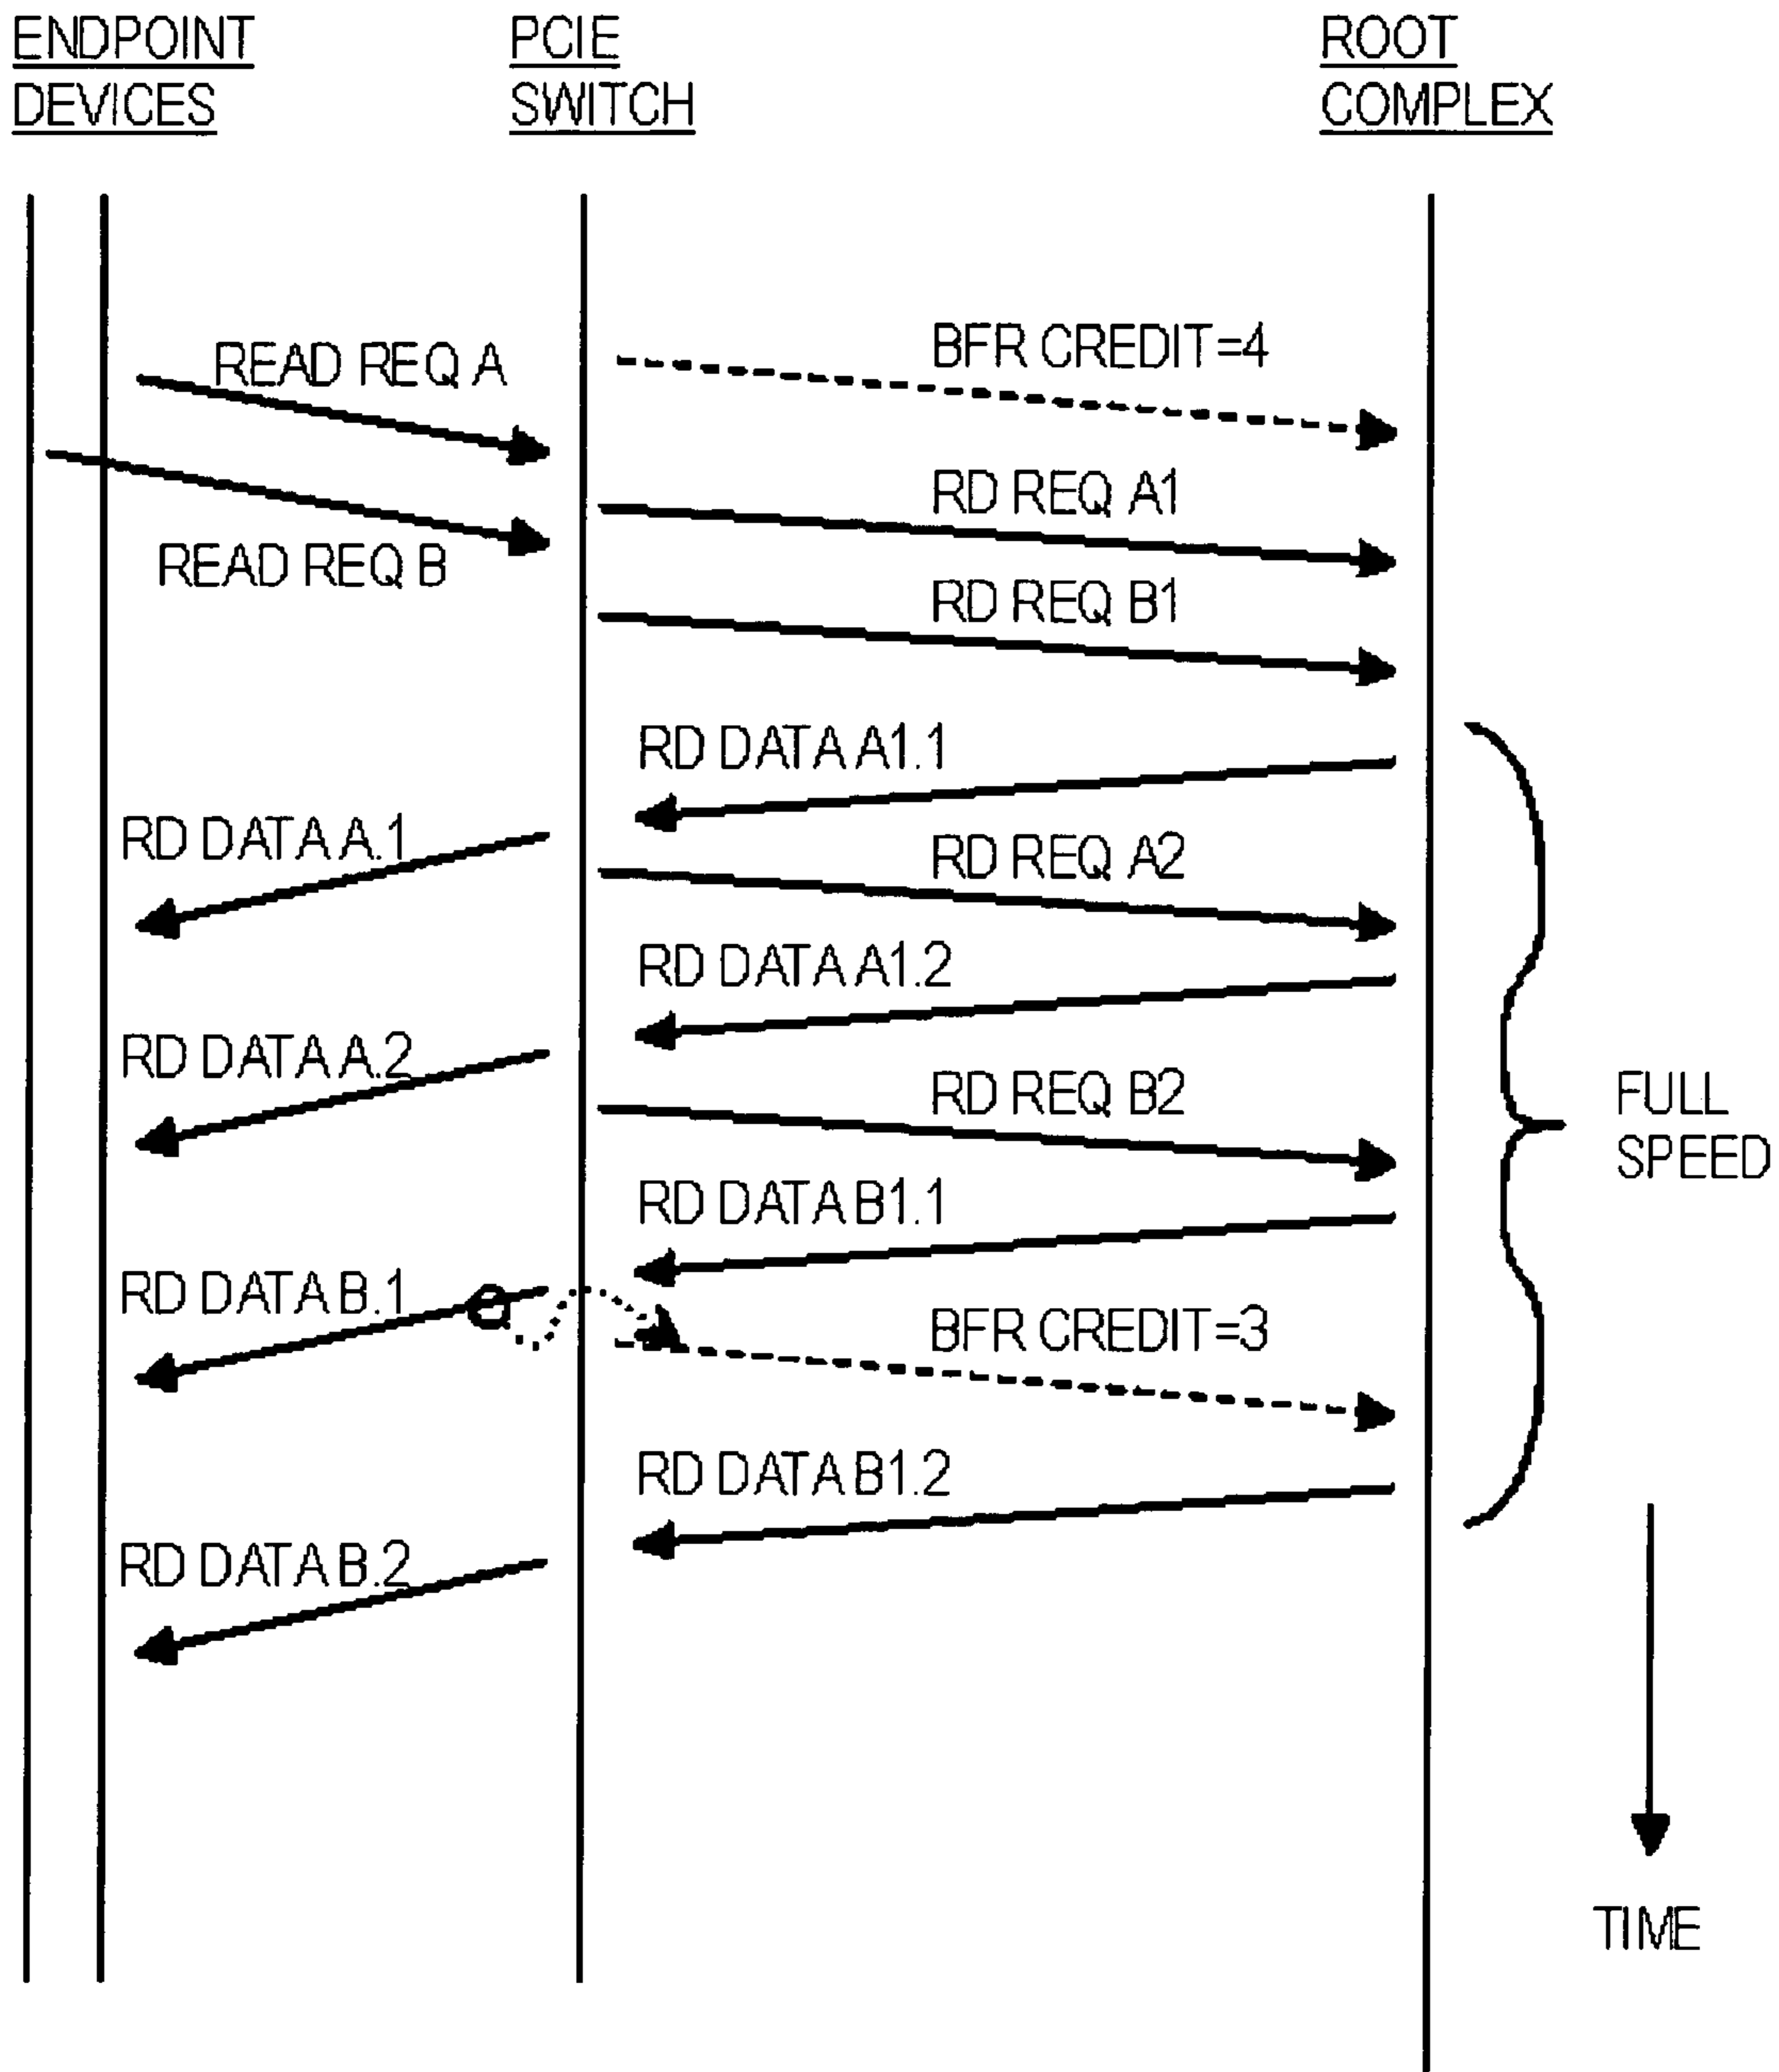 ENDPOINT
DEVICES
PCIE
SWITCH
ROOT
COMPLEX
READ REQ A
BFR CREDIT=4
RD REQ A1
READ REQ B
RD REQ B1
RD DATA A1.1
RD DATA A.1
RD REQ A2
RD DATA A1.2
RD DATA A.2
RD REQ B2
FULL
SPEED
RD DATA B1.1
RD DATA B.1
BFR CREDIT=3
RD DATA B1.2
RD DATA B.2
TIME